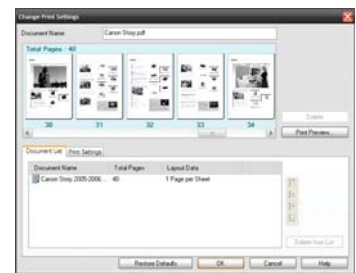 Change Print Settings
Document Name: Canon Story.pdf
Total Pages : 40
30 31 32 33 34
Delete
Print Preview...
Document List Print Settings
Document Name Total Pages Layout Data
Canon Story 2005-2006... 40 1 Page per Sheet
Delete from List
Restore Defaults OK Cancel Help